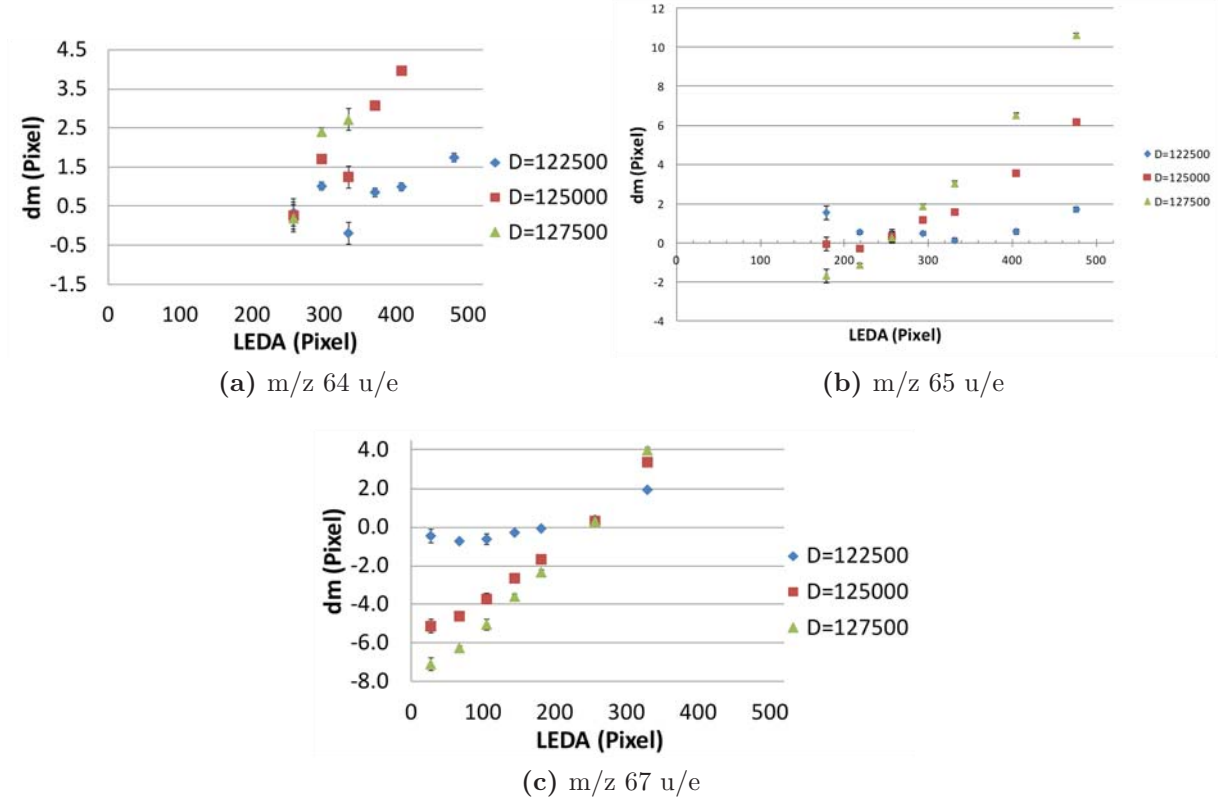 4.5
3.5
2.5
1.5
0.5
-0.5
-1.5
dm (Pixel)
0 100 200 300 400 500
LEDA (Pixel)
D=122500
D=125000
D=127500
(a) m/z 64 u/e
12
10
8
6
4
2
0
-2
-4
dm (Pixel)
0 100 200 300 400 500
LEDA (Pixel)
D=122500
D=125000
D=127500
(b) m/z 65 u/e
4.0
2.0
0.0
-2.0
-4.0
-6.0
-8.0
dm (Pixel)
0 100 200 300 400 500
LEDA (Pixel)
D=122500
D=125000
D=127500
(c) m/z 67 u/e